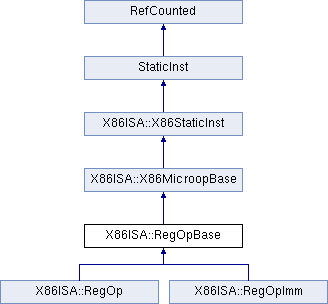 RefCounted
StaticInst
X86ISA::X86StaticInst
X86ISA::X86MicroopBase
X86ISA::RegOpBase
X86ISA::RegOp
X86ISA::RegOpImm